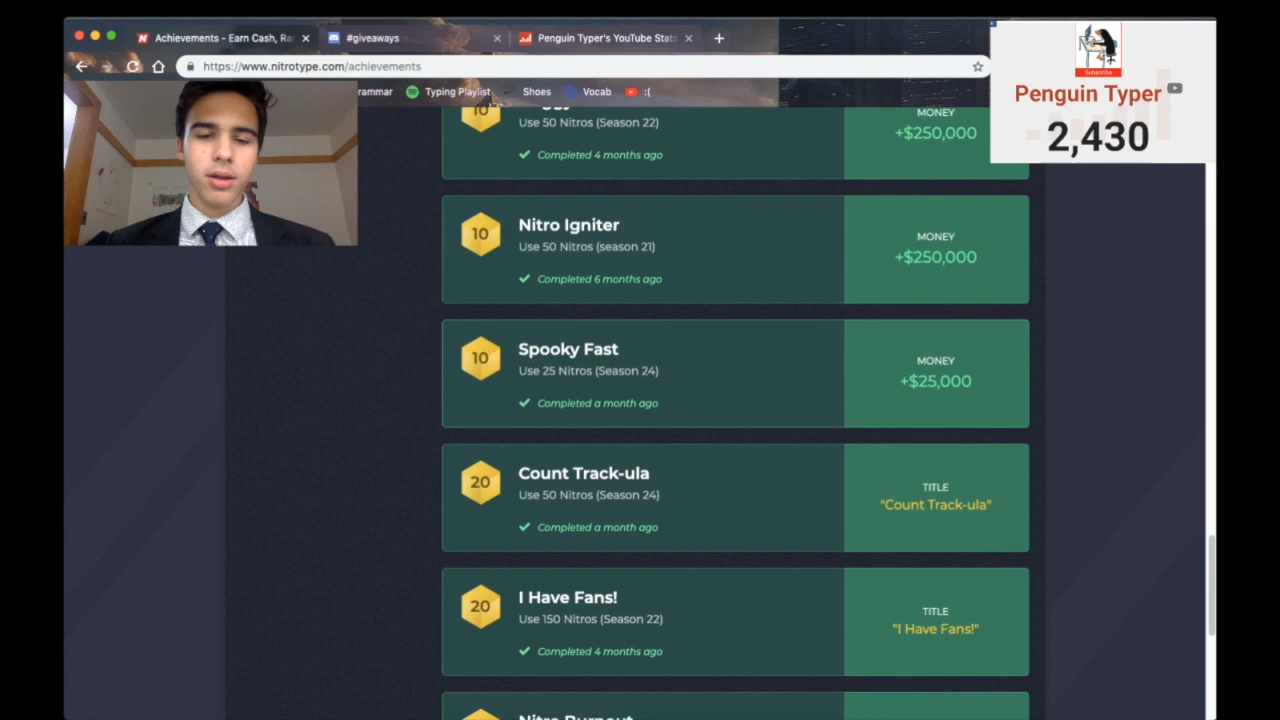 Achievements - Earn Cash, Ra
#giveaways
Penguin Typer's YouTube Stats
https://www.nitrotype.com/achievements
rammar
Typing Playlist
Shoes
Vocab
:(
Subscribe
Penguin Typer
2,430
10
Use 50 Nitros (Season 22)
Completed 4 months ago
MONEY
+$250,000
10
Nitro Igniter
Use 50 Nitros (season 21)
Completed 6 months ago
MONEY
+$250,000
10
Spooky Fast
Use 25 Nitros (Season 24)
Completed a month ago
MONEY
+$25,000
20
Count Track-ula
Use 50 Nitros (Season 24)
Completed a month ago
TITLE
"Count Track-ula"
20
I Have Fans!
Use 150 Nitros (Season 22)
Completed 4 months ago
TITLE
"I Have Fans!"
Nitro Burnout